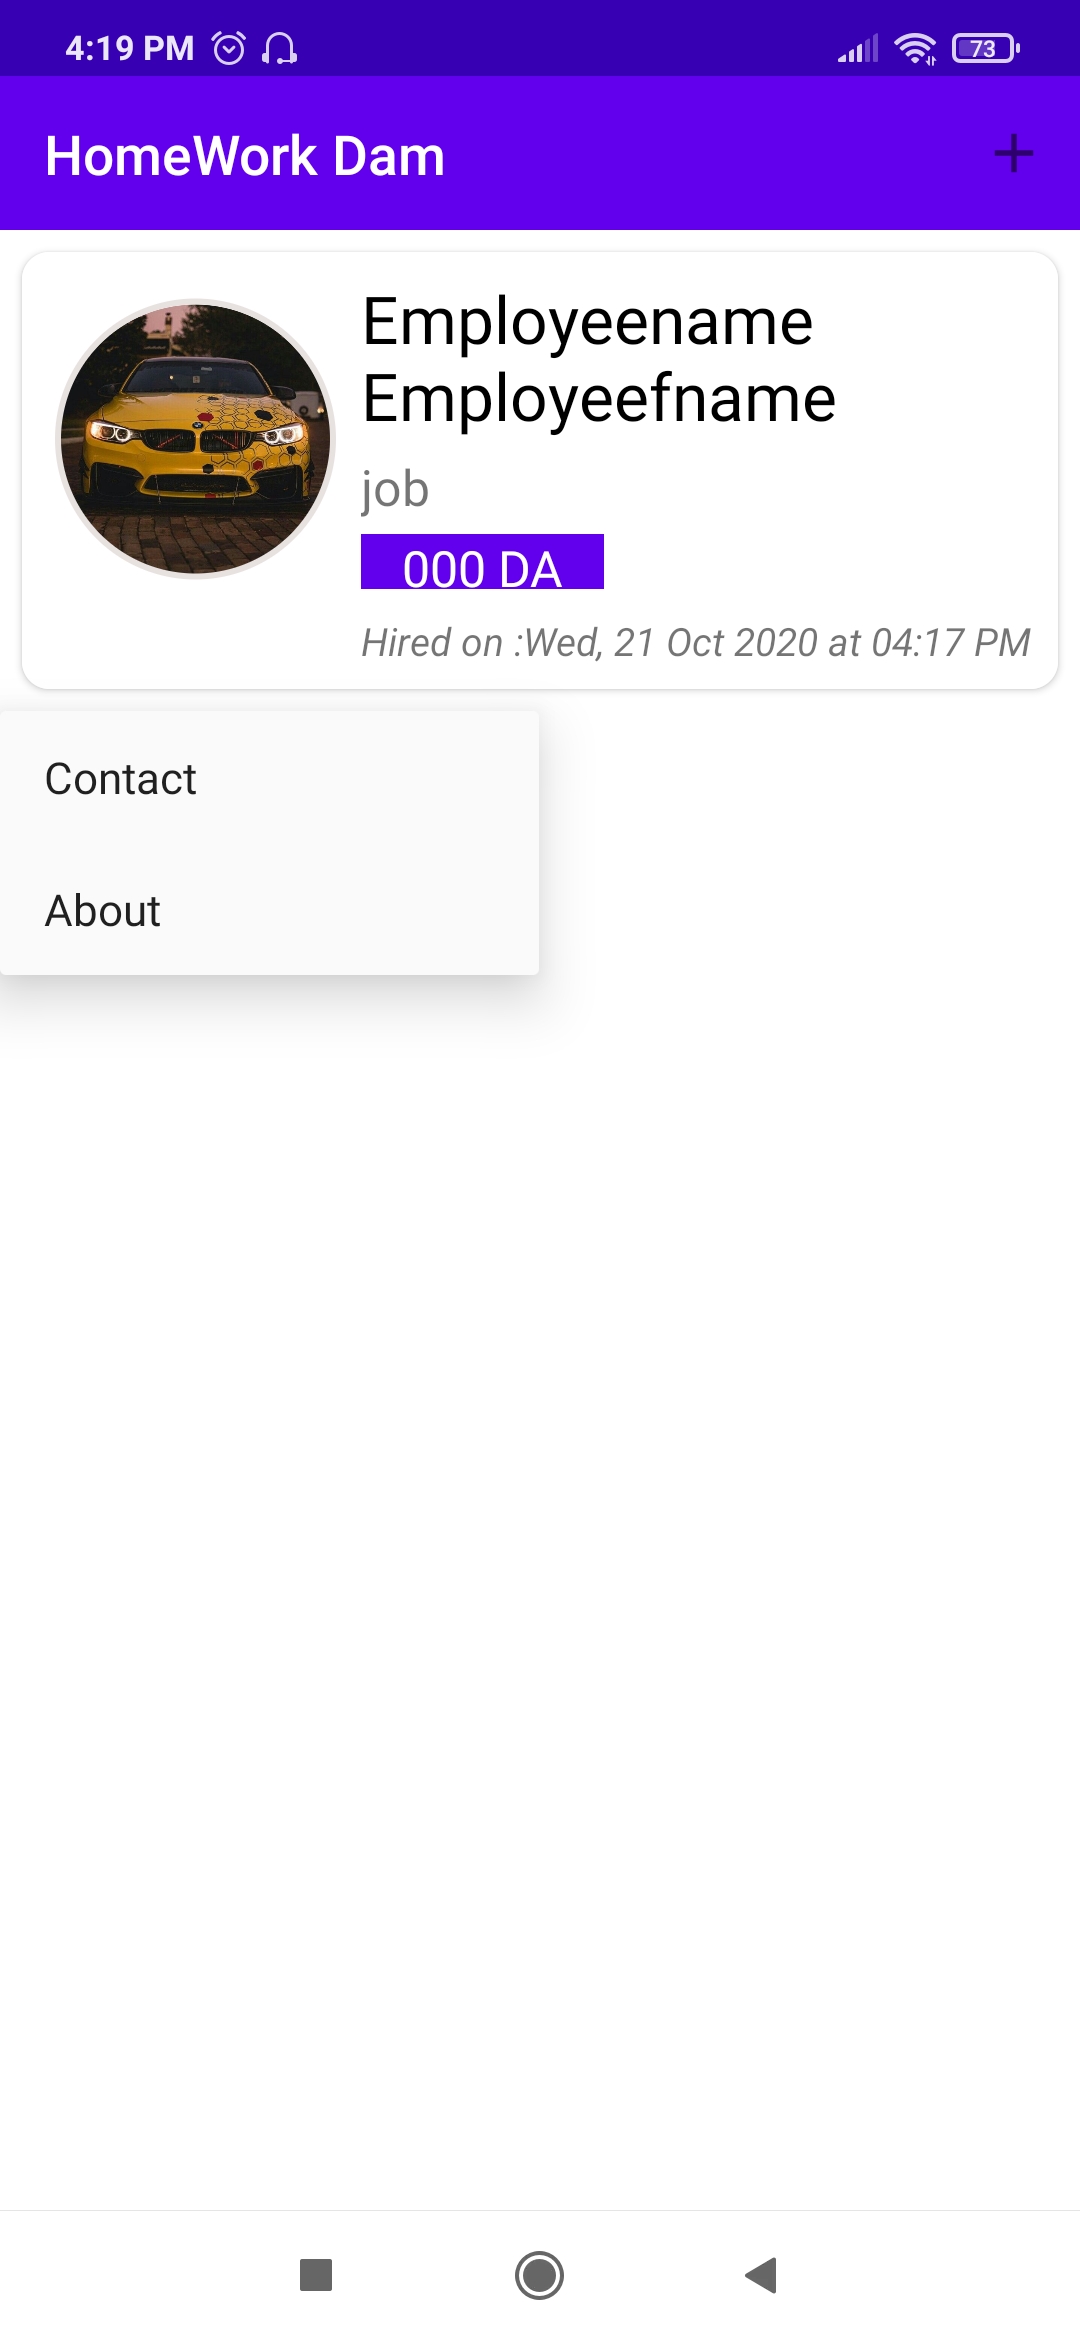 4:19 PM
73
HomeWork Dam
+
Employeename
Employeefname
job
000 DA
Hired on :Wed, 21 Oct 2020 at 04:17 PM
Contact
About